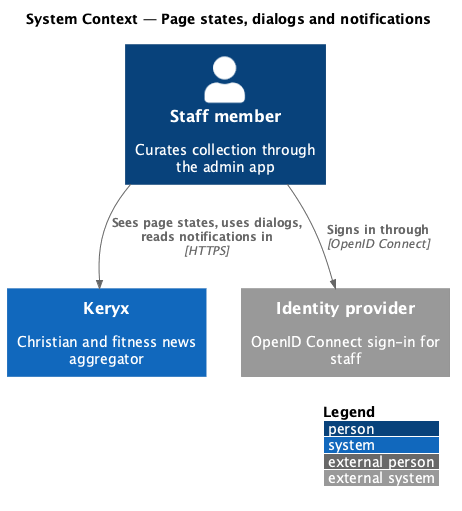 System Context — Page states, dialogs and notifications
Staff member
Curates collection through
the admin app
Sees page states, uses dialogs,
reads notifications in
[HTTPS]
Signs in through
[OpenID Connect]
Keryx
Christian and fitness news
aggregator
Identity provider
OpenID Connect sign-in for
staff
Legend
person
system
external person
external system